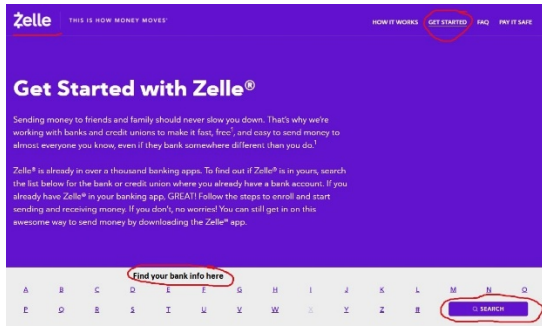 Zelle THIS IS HOW MONEY MOVES® HOW IT WORKS GET STARTED FAQ PAY IT SAFE
Get Started with Zelle®
Sending money to friends and family should never slow you down. That's why we're
working with banks and credit unions to make it fast, free¹, and easy to send money to
almost everyone you know, even if they bank somewhere different than you do.¹
Zelle® is already in over a thousand banking apps. To find out if Zelle® is in yours, search
the list below for the bank or credit union where you already have a bank account. If you
already have Zelle® in your banking app, GREAT! Follow the steps to enroll and start
sending and receiving money. If you don't, no worries! You can still get in on this
awesome way to send money by downloading the Zelle® app.
Find your bank info here
A B C D E F G H I J K L M N O
P Q R S T U V W X Y Z # SEARCH